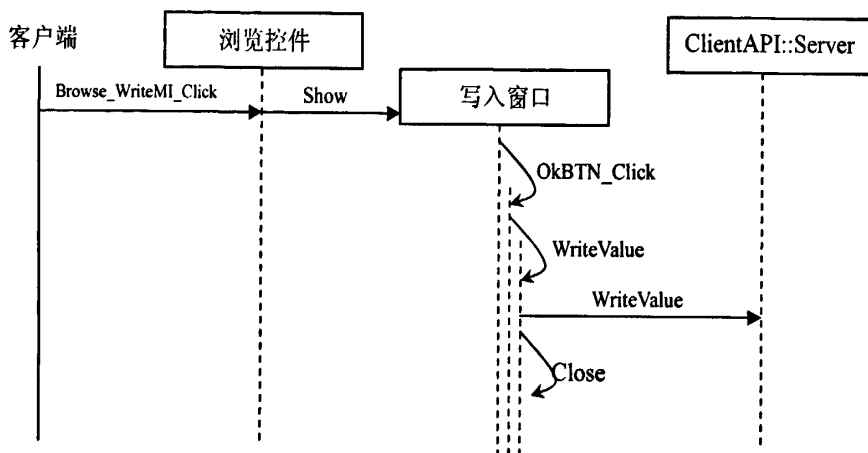 客户端
浏览控件
ClientAPI::Server
Browse_WriteMI_Click
Show
写入窗口
OkBTN_Click
WriteValue
WriteValue
Close